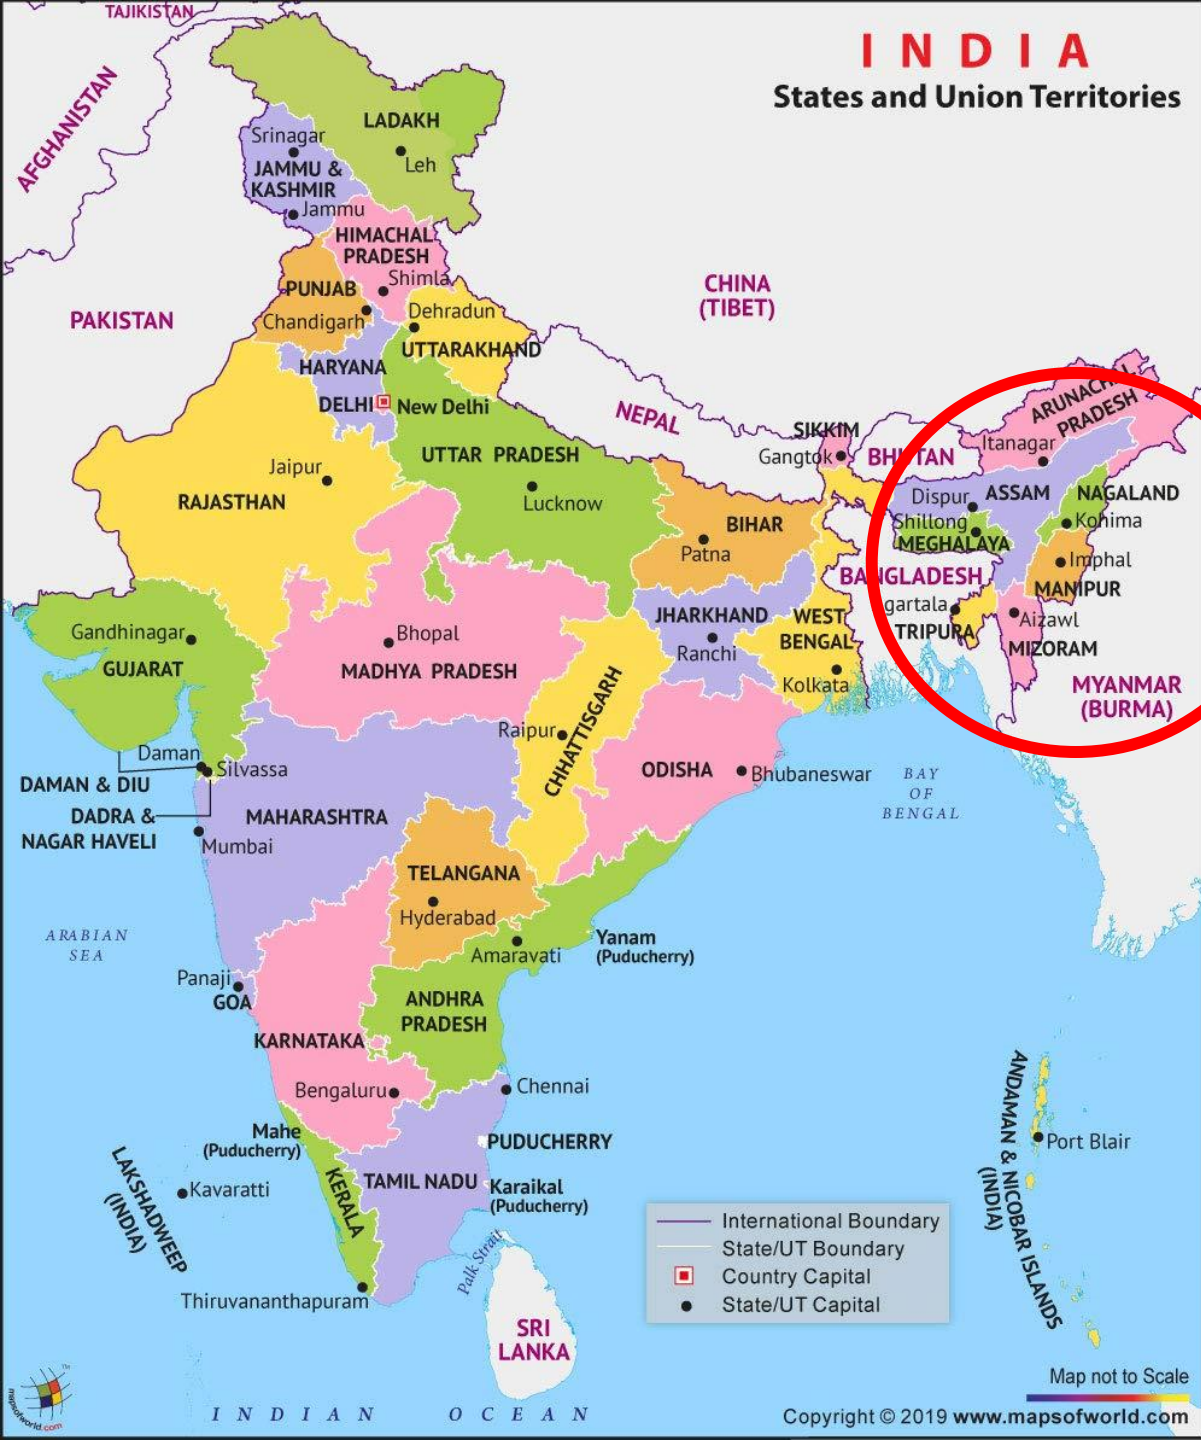 TAJIKISTAN
INDIA
States and Union Territories
AFGHANISTAN
LADAKH
Leh
Srinagar
JAMMU &
KASHMIR
Jammu
HIMACHAL
PRADESH
Shimla
PUNJAB
Chandigarh
CHINA
(TIBET)
PAKISTAN
Dehradun
UTTARAKHAND
HARYANA
DELHI
New Delhi
NEPAL
ARUNACHAL
PRADESH
Itanagar
SIKKIM
Gangtok
BHUTAN
UTTAR PRADESH
Lucknow
Jaipur
RAJASTHAN
BIHAR
Patna
Dispur
ASSAM
NAGALAND
Kohima
Shillong
MEGHALAYA
Imphal
MANIPUR
BANGLADESH
gartala
TRIPURA
Aizawl
MIZORAM
MYANMAR
(BURMA)
JHARKHAND
Ranchi
WEST
BENGAL
Kolkata
Gandhinagar
GUJARAT
Bhopal
MADHYA PRADESH
CHHATTISGARH
Raipur
ODISHA
Bhubaneswar
BAY
OF
BENGAL
Daman
Silvassa
DAMAN & DIU
DADRA &
NAGAR HAVELI
MAHARASHTRA
Mumbai
TELANGANA
Hyderabad
ARABIAN
SEA
Yanam
(Puducherry)
Amaravati
Panaji
GOA
ANDHRA
PRADESH
KARNATAKA
Bengaluru
Chennai
Mahe
(Puducherry)
PUDUCHERRY
KERALA
TAMIL NADU
Karaikal
(Puducherry)
LAKSHADWEEP
(INDIA)
Kavaratti
Thiruvananthapuram
Palk Strait
SRI
LANKA
ANDAMAN & NICOBAR ISLANDS
(INDIA)
Port Blair
International Boundary
State/UT Boundary
Country Capital
State/UT Capital
INDIAN OCEAN
mapsofworld.com
TM
Map not to Scale
Copyright © 2019 www.mapsofworld.com